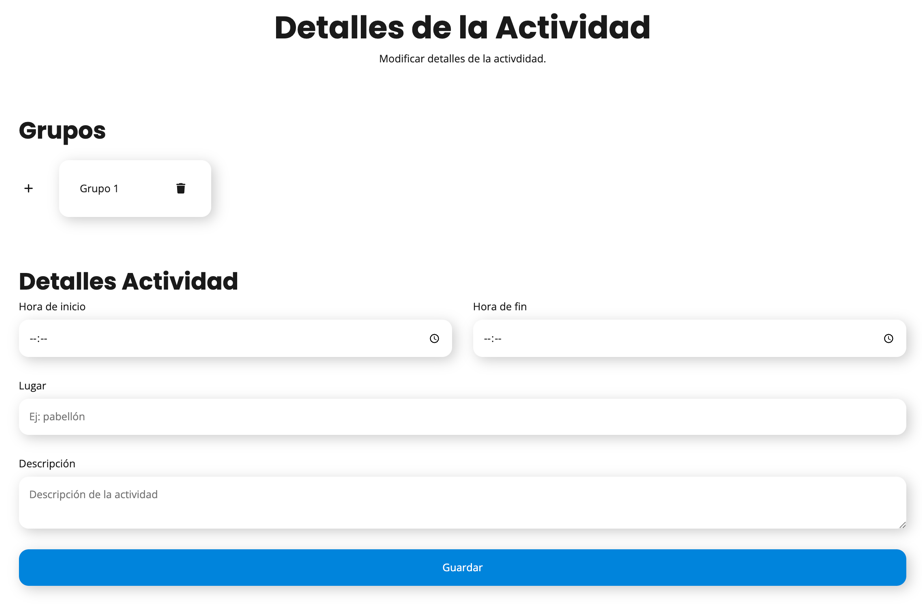 Detalles de la Actividad
Modificar detalles de la activdidad.
Grupos
+ Grupo 1
Detalles Actividad
Hora de inicio Hora de fin
--:-- --:--
Lugar
Ej: pabellón
Descripción
Descripción de la actividad
Guardar